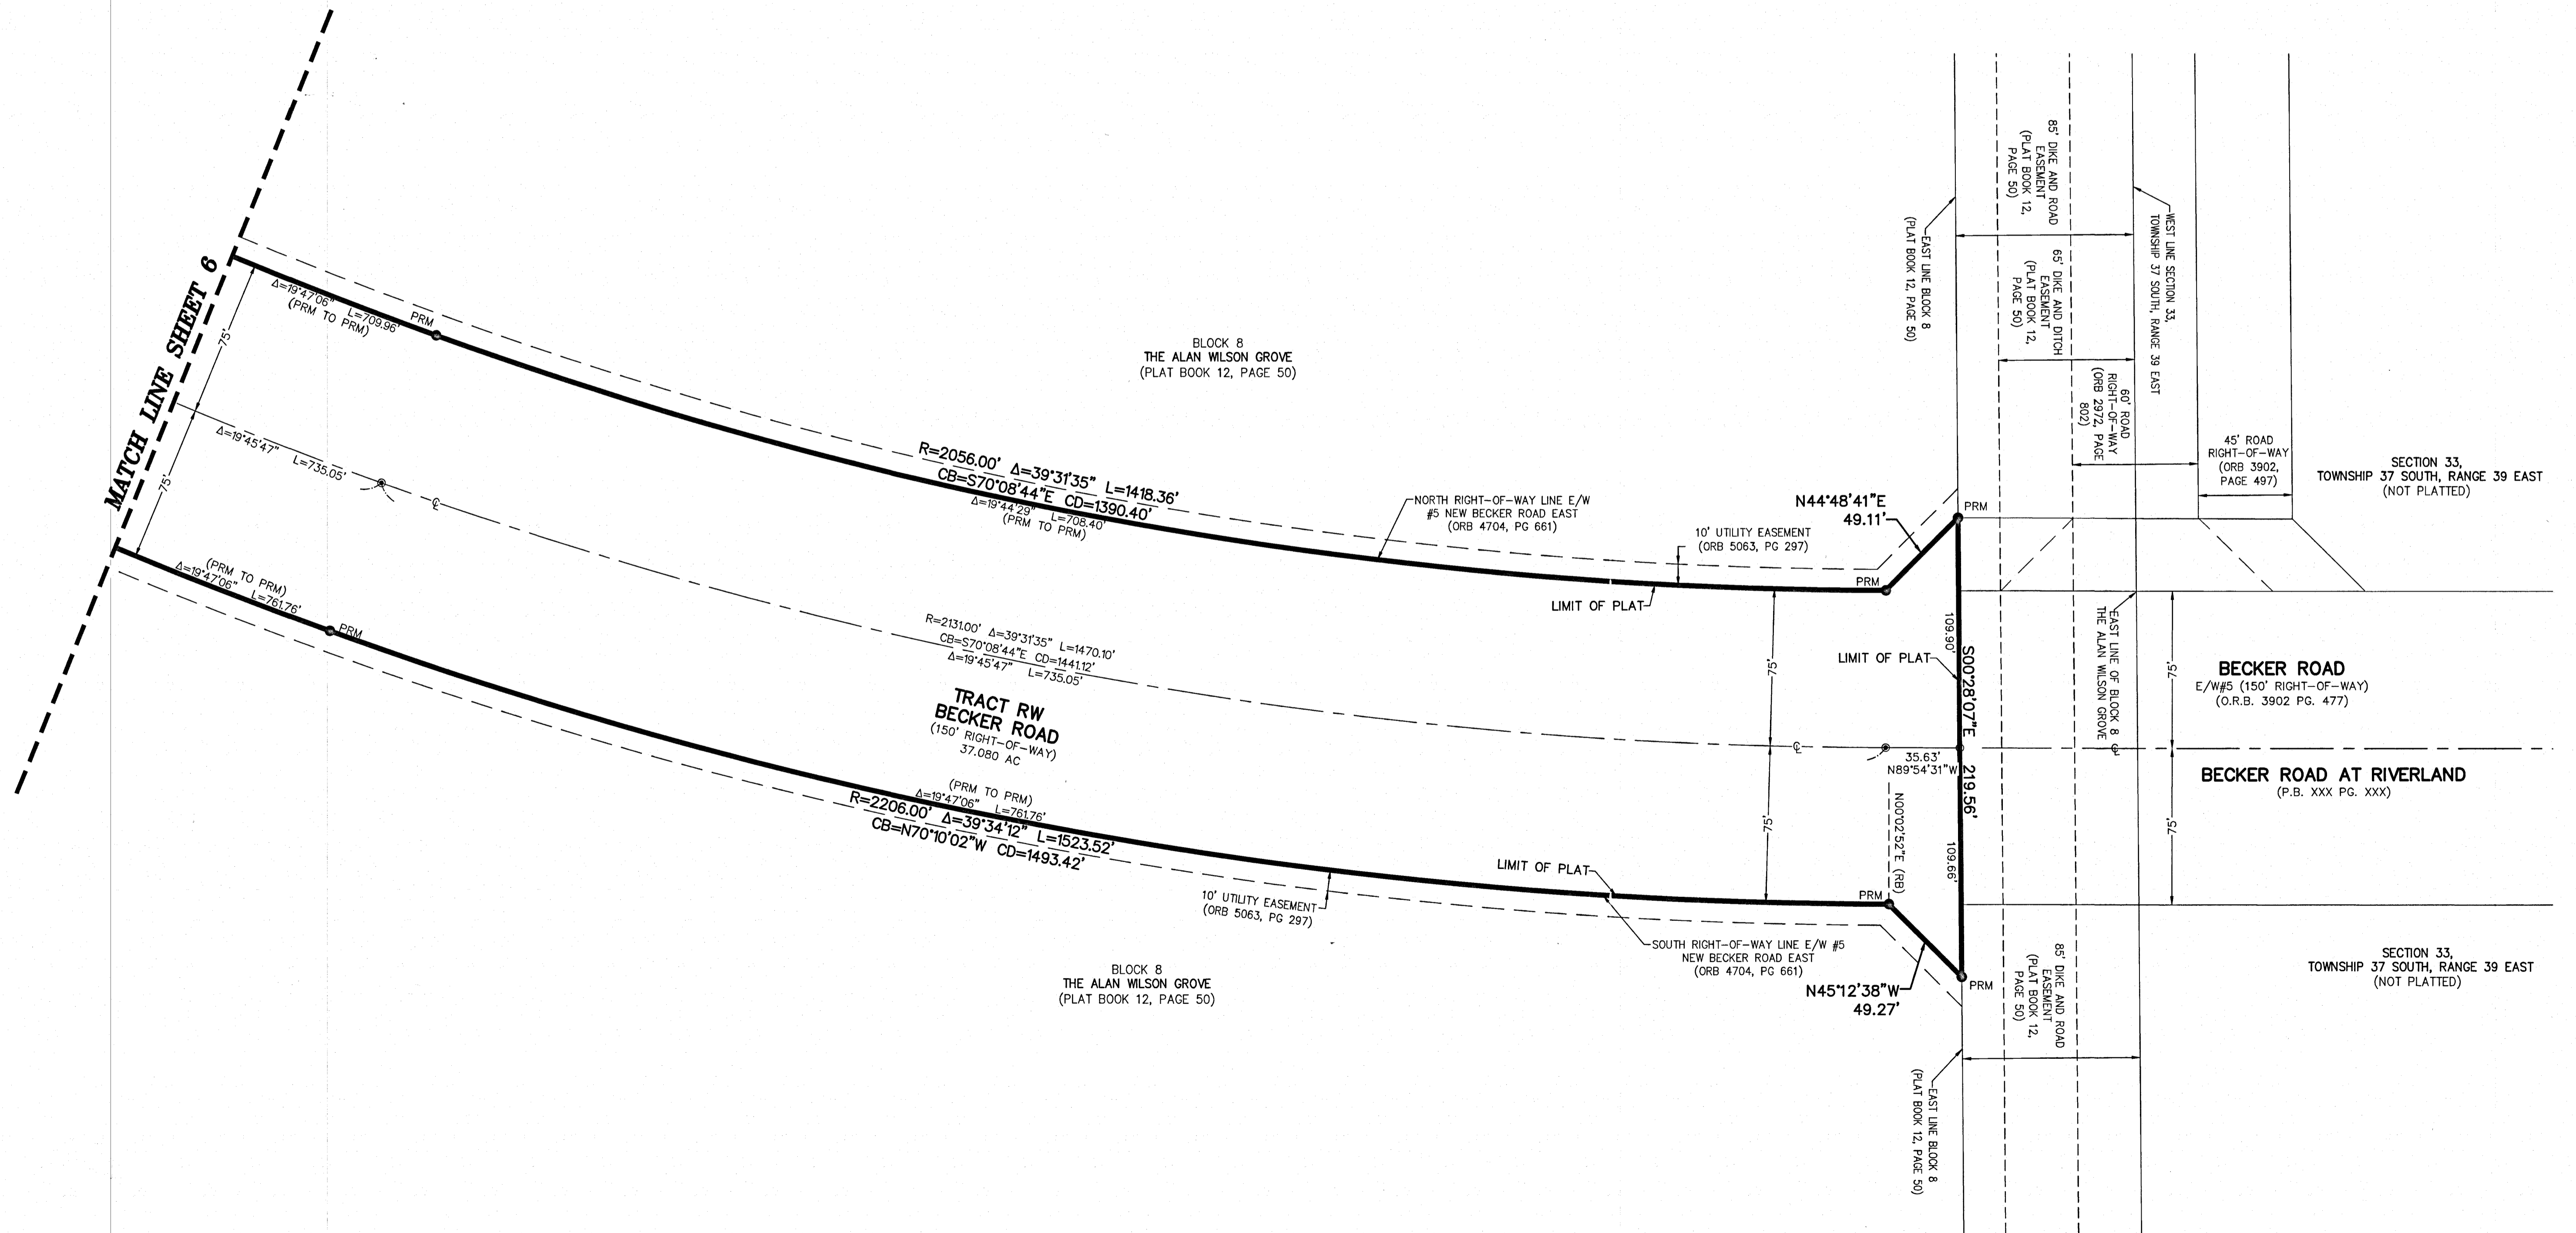 MATCH LINE SHEET 6
75'
75'
Δ=19°47'06" L=709.96'
(PRM TO PRM)
PRM
Δ=19°45'47" L=735.05'
℄
(PRM TO PRM)
Δ=19°47'06" L=761.76'
PRM
BLOCK 8
THE ALAN WILSON GROVE
(PLAT BOOK 12, PAGE 50)
R=2056.00' Δ=39°31'35" L=1418.36'
CB=S70°08'44"E CD=1390.40'
Δ=19°44'29" L=708.40'
(PRM TO PRM)
NORTH RIGHT-OF-WAY LINE E/W
#5 NEW BECKER ROAD EAST
(ORB 4704, PG 661)
10' UTILITY EASEMENT
(ORB 5063, PG 297)
LIMIT OF PLAT
N44°48'41"E
49.11'
PRM
PRM
R=2131.00' Δ=39°31'35" L=1470.10'
CB=S70°08'44"E CD=1441.12'
Δ=19°45'47" L=735.05'
TRACT RW
BECKER ROAD
(150' RIGHT-OF-WAY)
37.080 AC
(PRM TO PRM)
Δ=19°47'06" L=761.76'
R=2206.00' Δ=39°34'12" L=1523.52'
CB=N70°10'02"W CD=1493.42'
10' UTILITY EASEMENT
(ORB 5063, PG 297)
BLOCK 8
THE ALAN WILSON GROVE
(PLAT BOOK 12, PAGE 50)
LIMIT OF PLAT
SOUTH RIGHT-OF-WAY LINE E/W #5
NEW BECKER ROAD EAST
(ORB 4704, PG 661)
75'
75'
℄
35.63'
N89°54'31"W
N00°02'52"E (RB)
PRM
N45°12'38"W
49.27'
PRM
LIMIT OF PLAT
109.90'
S00°28'07"E 219.56'
109.66'
EAST LINE BLOCK 8
(PLAT BOOK 12, PAGE 50)
85' DIKE AND ROAD
EASEMENT
(PLAT BOOK 12,
PAGE 50)
65' DIKE AND DITCH
EASEMENT
(PLAT BOOK 12,
PAGE 50)
60' ROAD
RIGHT-OF-WAY
(ORB 2972, PAGE
802)
WEST LINE SECTION 33,
TOWNSHIP 37 SOUTH, RANGE 39 EAST
45' ROAD
RIGHT-OF-WAY
(ORB 3902,
PAGE 497)
SECTION 33,
TOWNSHIP 37 SOUTH, RANGE 39 EAST
(NOT PLATTED)
EAST LINE OF BLOCK 8
THE ALAN WILSON GROVE
℄
75'
75'
BECKER ROAD
E/W#5 (150' RIGHT-OF-WAY)
(O.R.B. 3902 PG. 477)
BECKER ROAD AT RIVERLAND
(P.B. XXX PG. XXX)
85' DIKE AND ROAD
EASEMENT
(PLAT BOOK 12,
PAGE 50)
EAST LINE BLOCK 8
(PLAT BOOK 12, PAGE 50)
SECTION 33,
TOWNSHIP 37 SOUTH, RANGE 39 EAST
(NOT PLATTED)